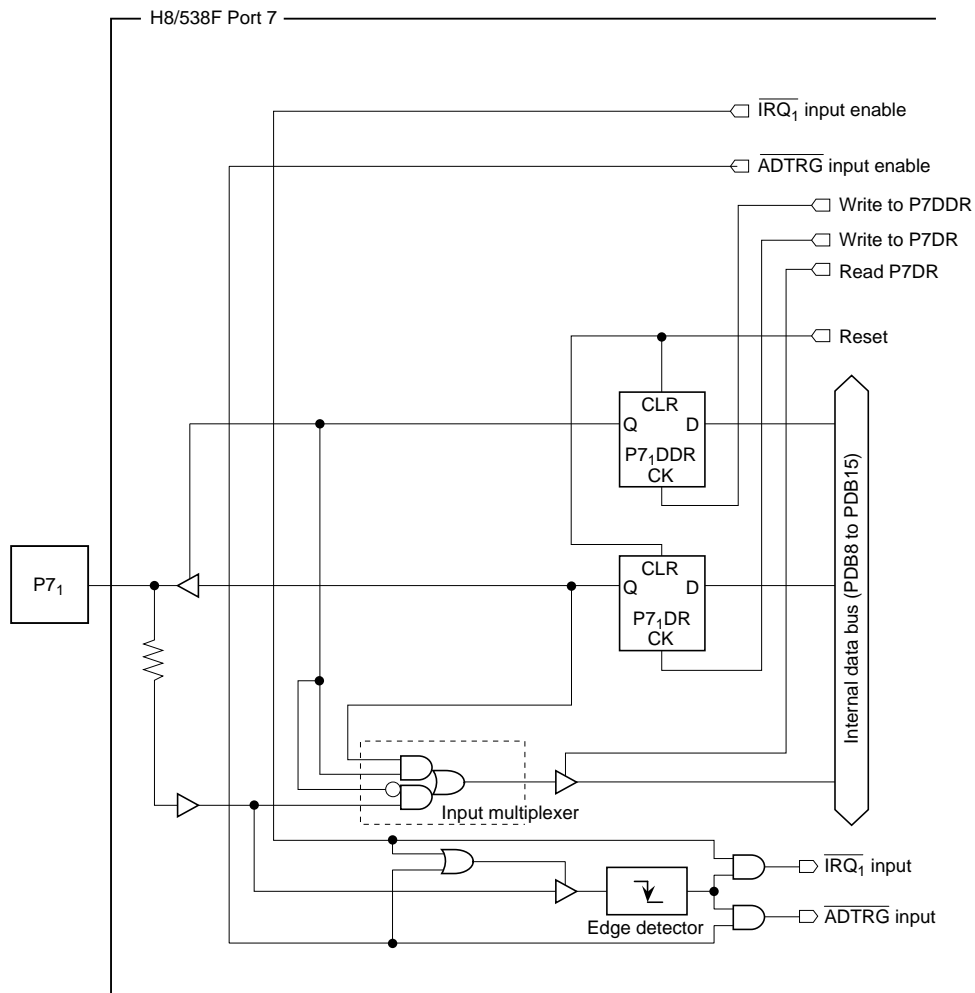 H8/538F Port 7
IRQ₁ input enable
ADTRG input enable
Write to P7DDR
Write to P7DR
Read P7DR
Reset
CLR
Q D
P7₁DDR
CK
P7₁
CLR
Q D
P7₁DR
CK
Internal data bus (PDB8 to PDB15)
Input multiplexer
IRQ₁ input
ADTRG input
Edge detector